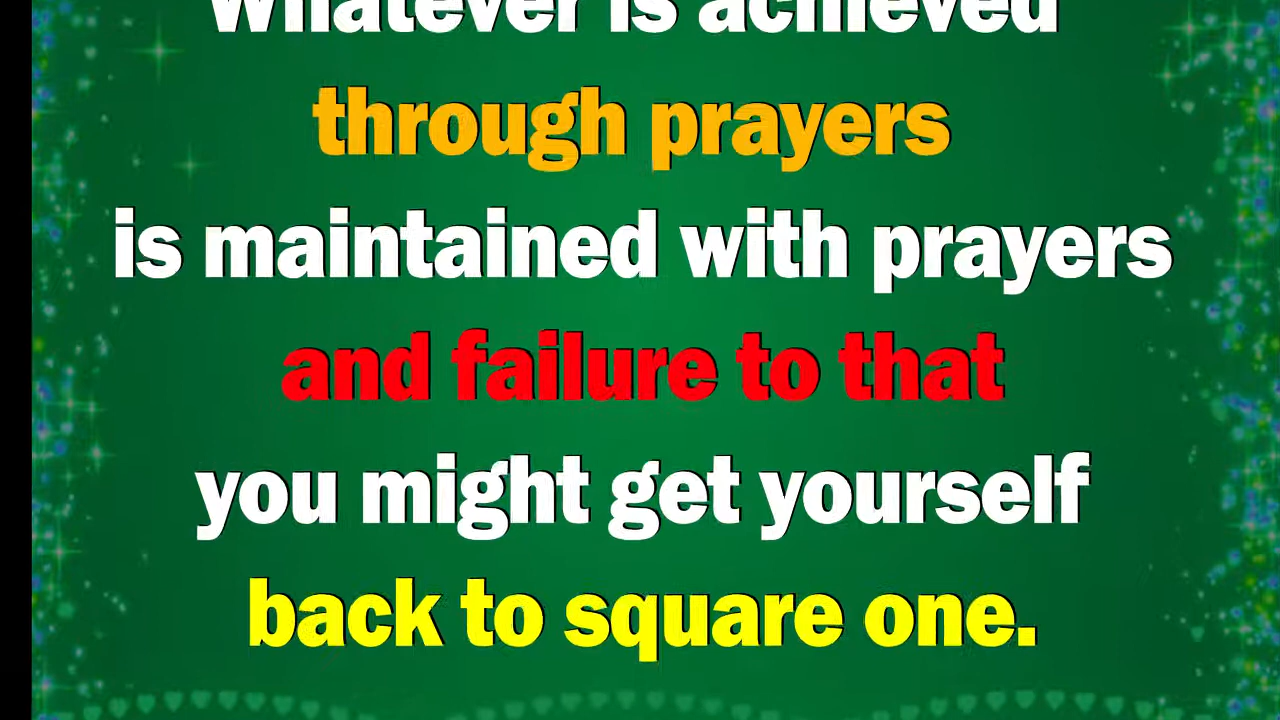 Whatever is achieved
through prayers
is maintained with prayers
and failure to that
you might get yourself
back to square one.